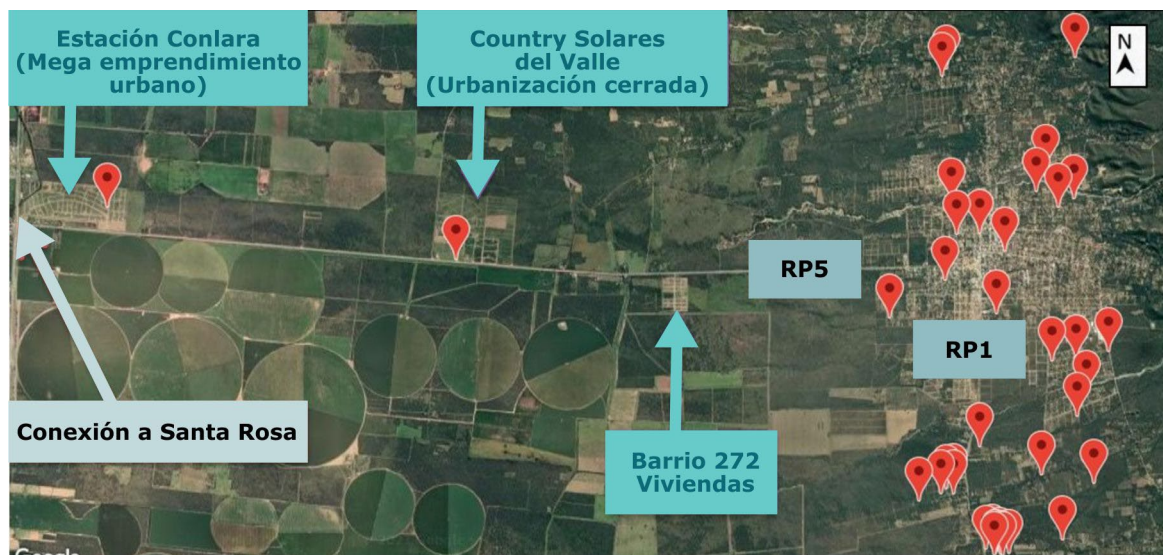 Estación Conlara
(Mega emprendimiento
urbano)
Country Solares
del Valle
(Urbanización cerrada)
N
RP5
RP1
Conexión a Santa Rosa
Barrio 272
Viviendas
Google